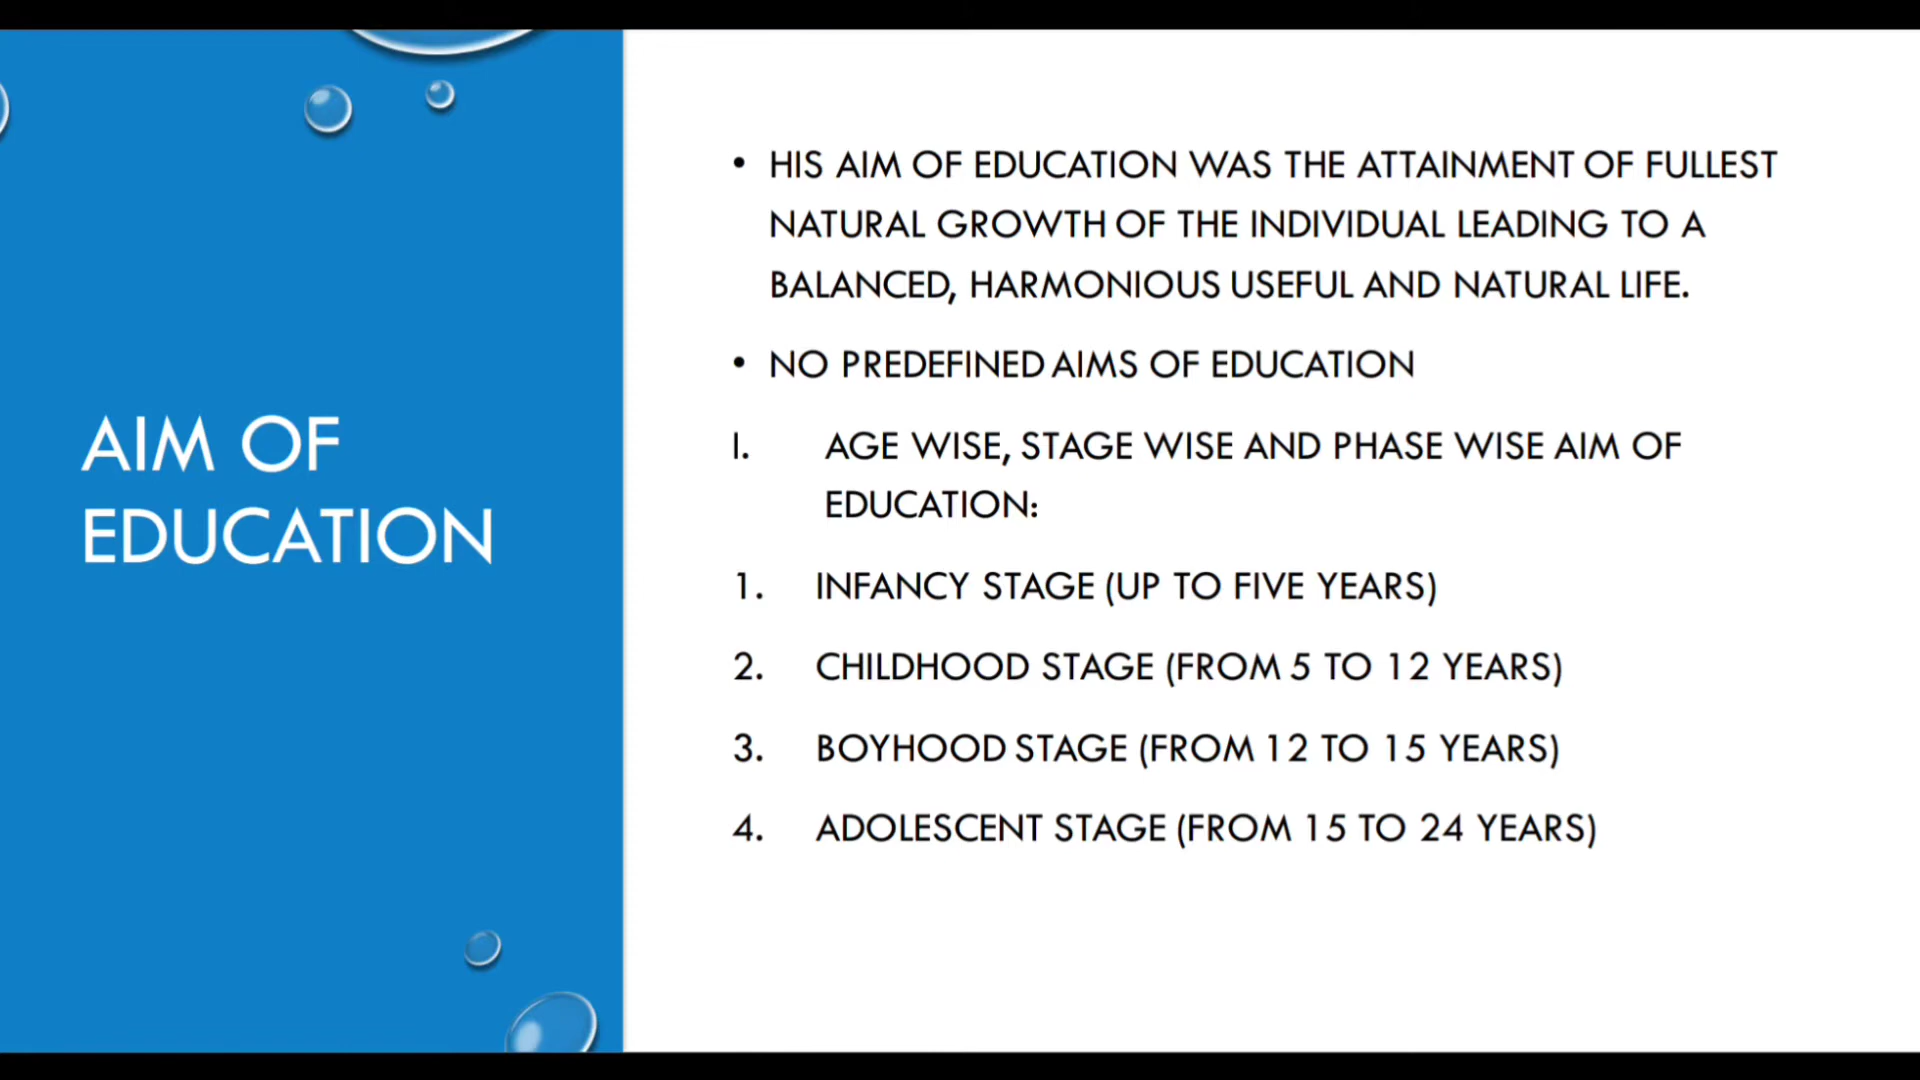 AIM OF
EDUCATION
• HIS AIM OF EDUCATION WAS THE ATTAINMENT OF FULLEST
NATURAL GROWTH OF THE INDIVIDUAL LEADING TO A
BALANCED, HARMONIOUS USEFUL AND NATURAL LIFE.
• NO PREDEFINED AIMS OF EDUCATION
I. AGE WISE, STAGE WISE AND PHASE WISE AIM OF
EDUCATION:
1. INFANCY STAGE (UP TO FIVE YEARS)
2. CHILDHOOD STAGE (FROM 5 TO 12 YEARS)
3. BOYHOOD STAGE (FROM 12 TO 15 YEARS)
4. ADOLESCENT STAGE (FROM 15 TO 24 YEARS)